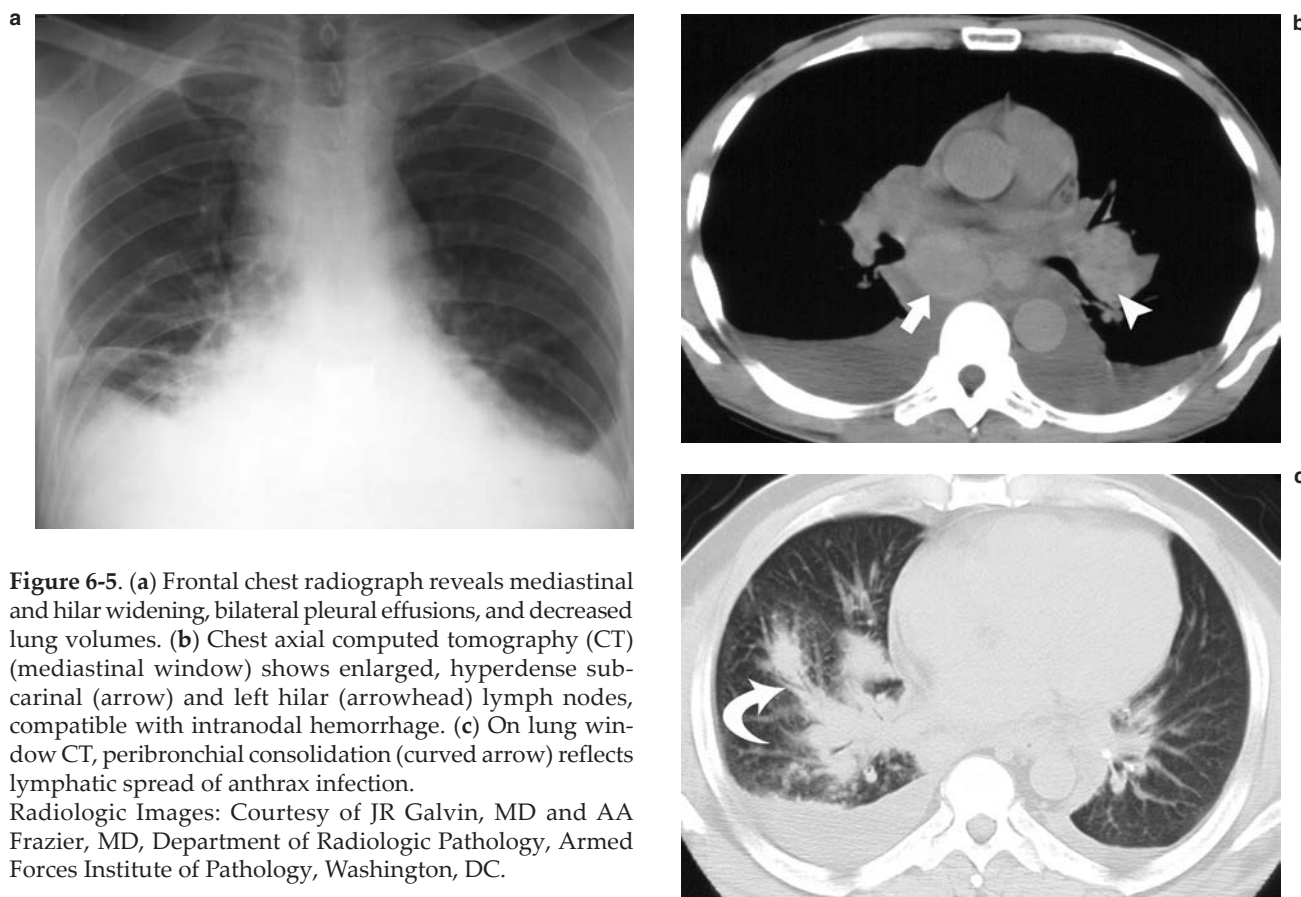 a
b
c
Figure 6-5. (a) Frontal chest radiograph reveals mediastinal
and hilar widening, bilateral pleural effusions, and decreased
lung volumes. (b) Chest axial computed tomography (CT)
(mediastinal window) shows enlarged, hyperdense sub-
carinal (arrow) and left hilar (arrowhead) lymph nodes,
compatible with intranodal hemorrhage. (c) On lung win-
dow CT, peribronchial consolidation (curved arrow) reflects
lymphatic spread of anthrax infection.
Radiologic Images: Courtesy of JR Galvin, MD and AA
Frazier, MD, Department of Radiologic Pathology, Armed
Forces Institute of Pathology, Washington, DC.